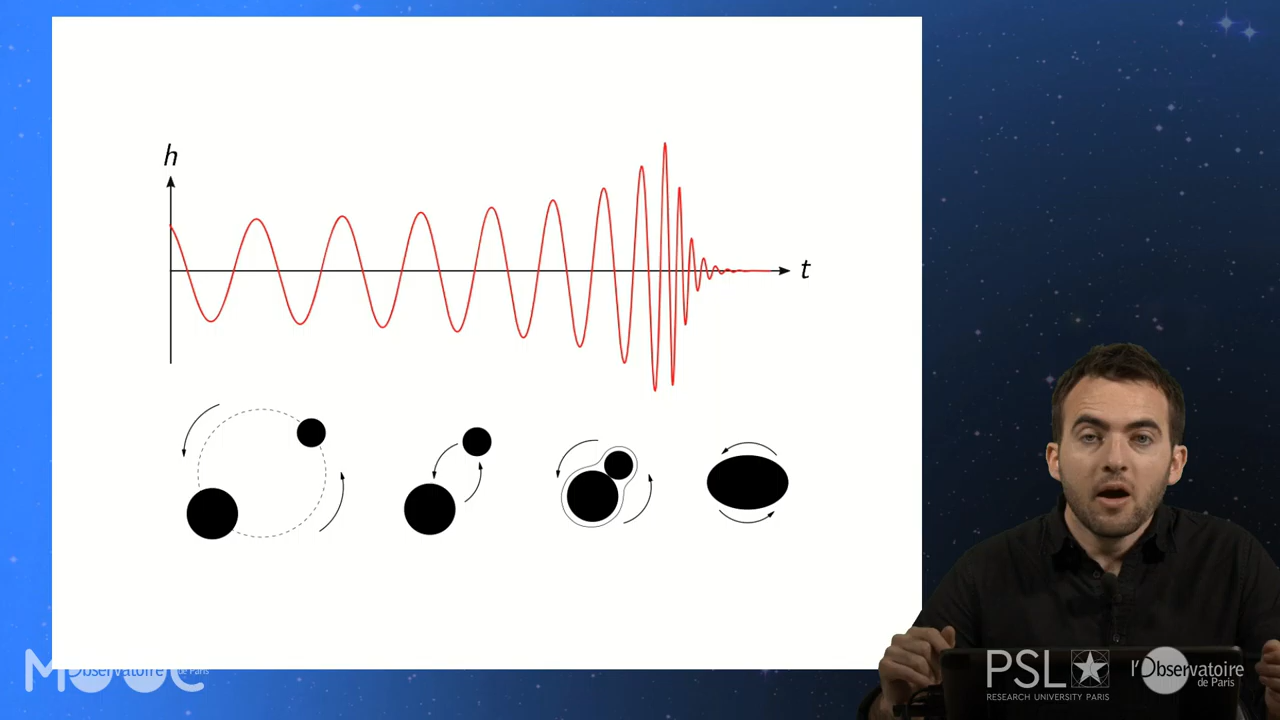 h
t
MOOC
l'Observatoire
de Paris
PSL
RESEARCH UNIVERSITY PARIS
l'Observatoire
de Paris